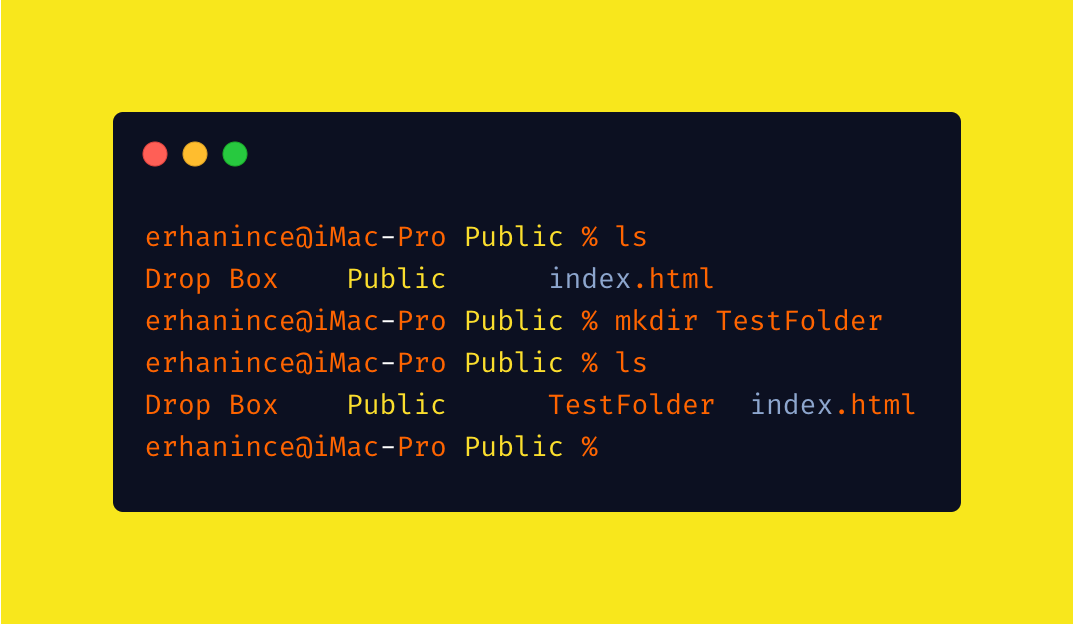 erhanince@iMac-Pro Public % ls
Drop Box    Public      index.html
erhanince@iMac-Pro Public % mkdir TestFolder
erhanince@iMac-Pro Public % ls
Drop Box    Public      TestFolder  index.html
erhanince@iMac-Pro Public %